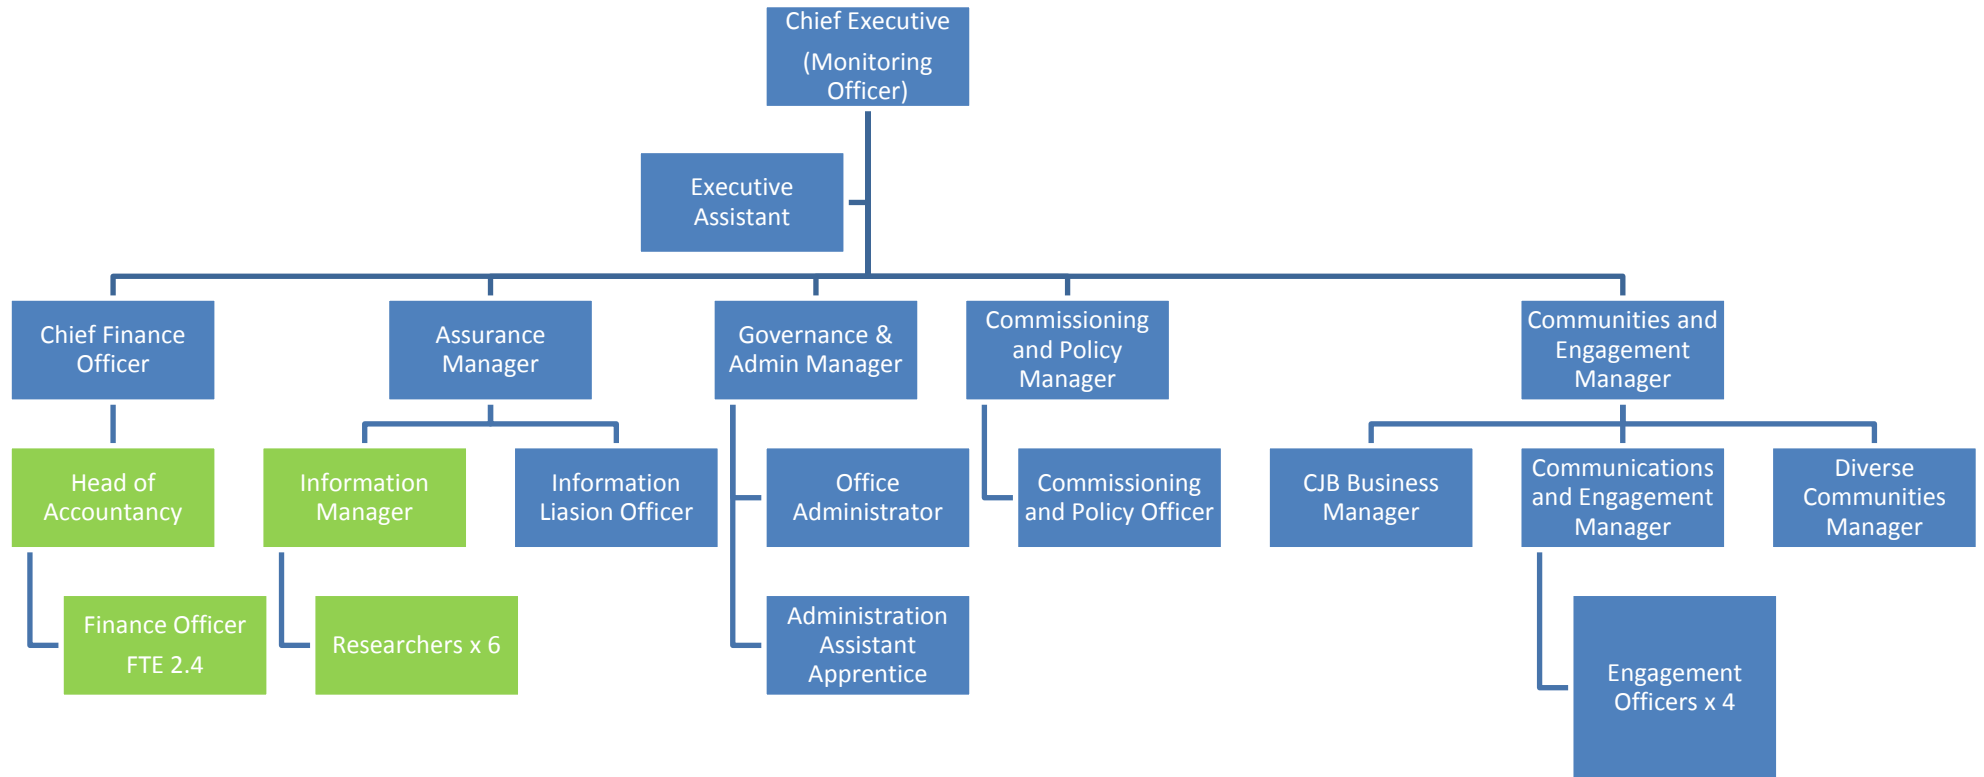 Chief Executive
(Monitoring
Officer)
Executive
Assistant
Chief Finance
Officer
Assurance
Manager
Governance &
Admin Manager
Commissioning
and Policy
Manager
Communities and
Engagement
Manager
Head of
Accountancy
Information
Manager
Information
Liasion Officer
Office
Administrator
Commissioning
and Policy Officer
CJB Business
Manager
Communications
and Engagement
Manager
Diverse
Communities
Manager
Finance Officer
FTE 2.4
Researchers x 6
Administration
Assistant
Apprentice
Engagement
Officers x 4